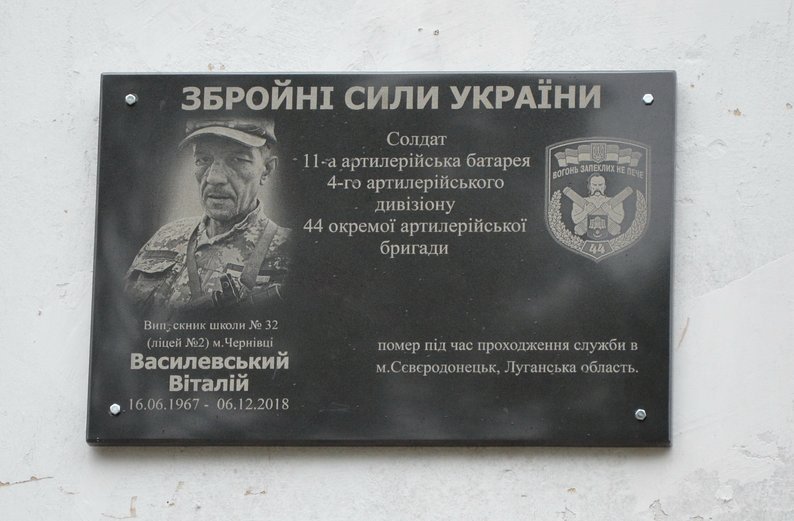 ЗБРОЙНІ СИЛИ УКРАЇНИ
Солдат
11-а артилерійська батарея
4-го артилерійського
дивізіону
44 окремої артилерійської
бригади
ВОГОНЬ ЗАПЕКЛИХ НЕ ПЕЧЕ
44
Вип скник школи № 32
(ліцей №2) м.Чернівці
Василевський
Віталій
16.06.1967 - 06.12.2018
помер під час проходження служби в
м.Сєвєродонецьк, Луганська область.